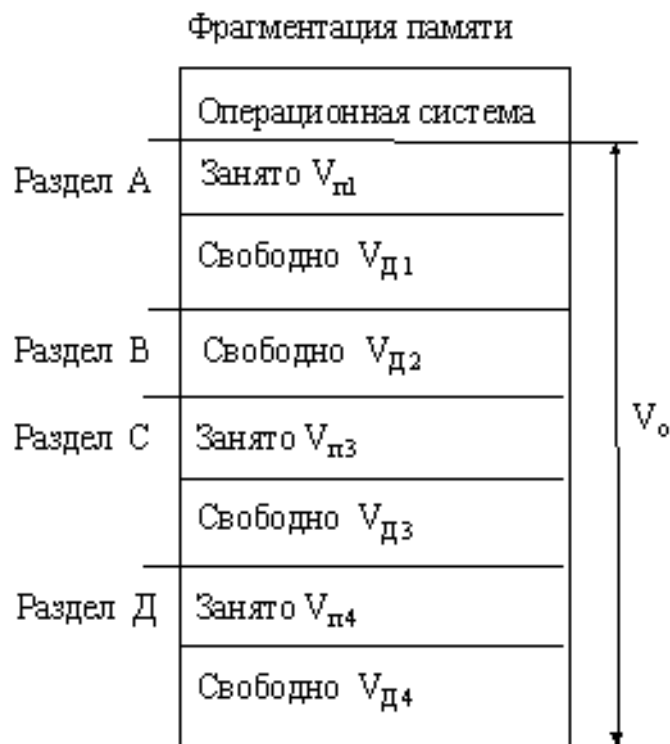 Фрагментация памяти
Операционная система
Раздел А
Занято Vп1
Свободно VД1
Раздел В
Свободно VД2
Раздел С
Занято Vп3
Свободно VД3
Раздел Д
Занято Vп4
Свободно VД4
Vo